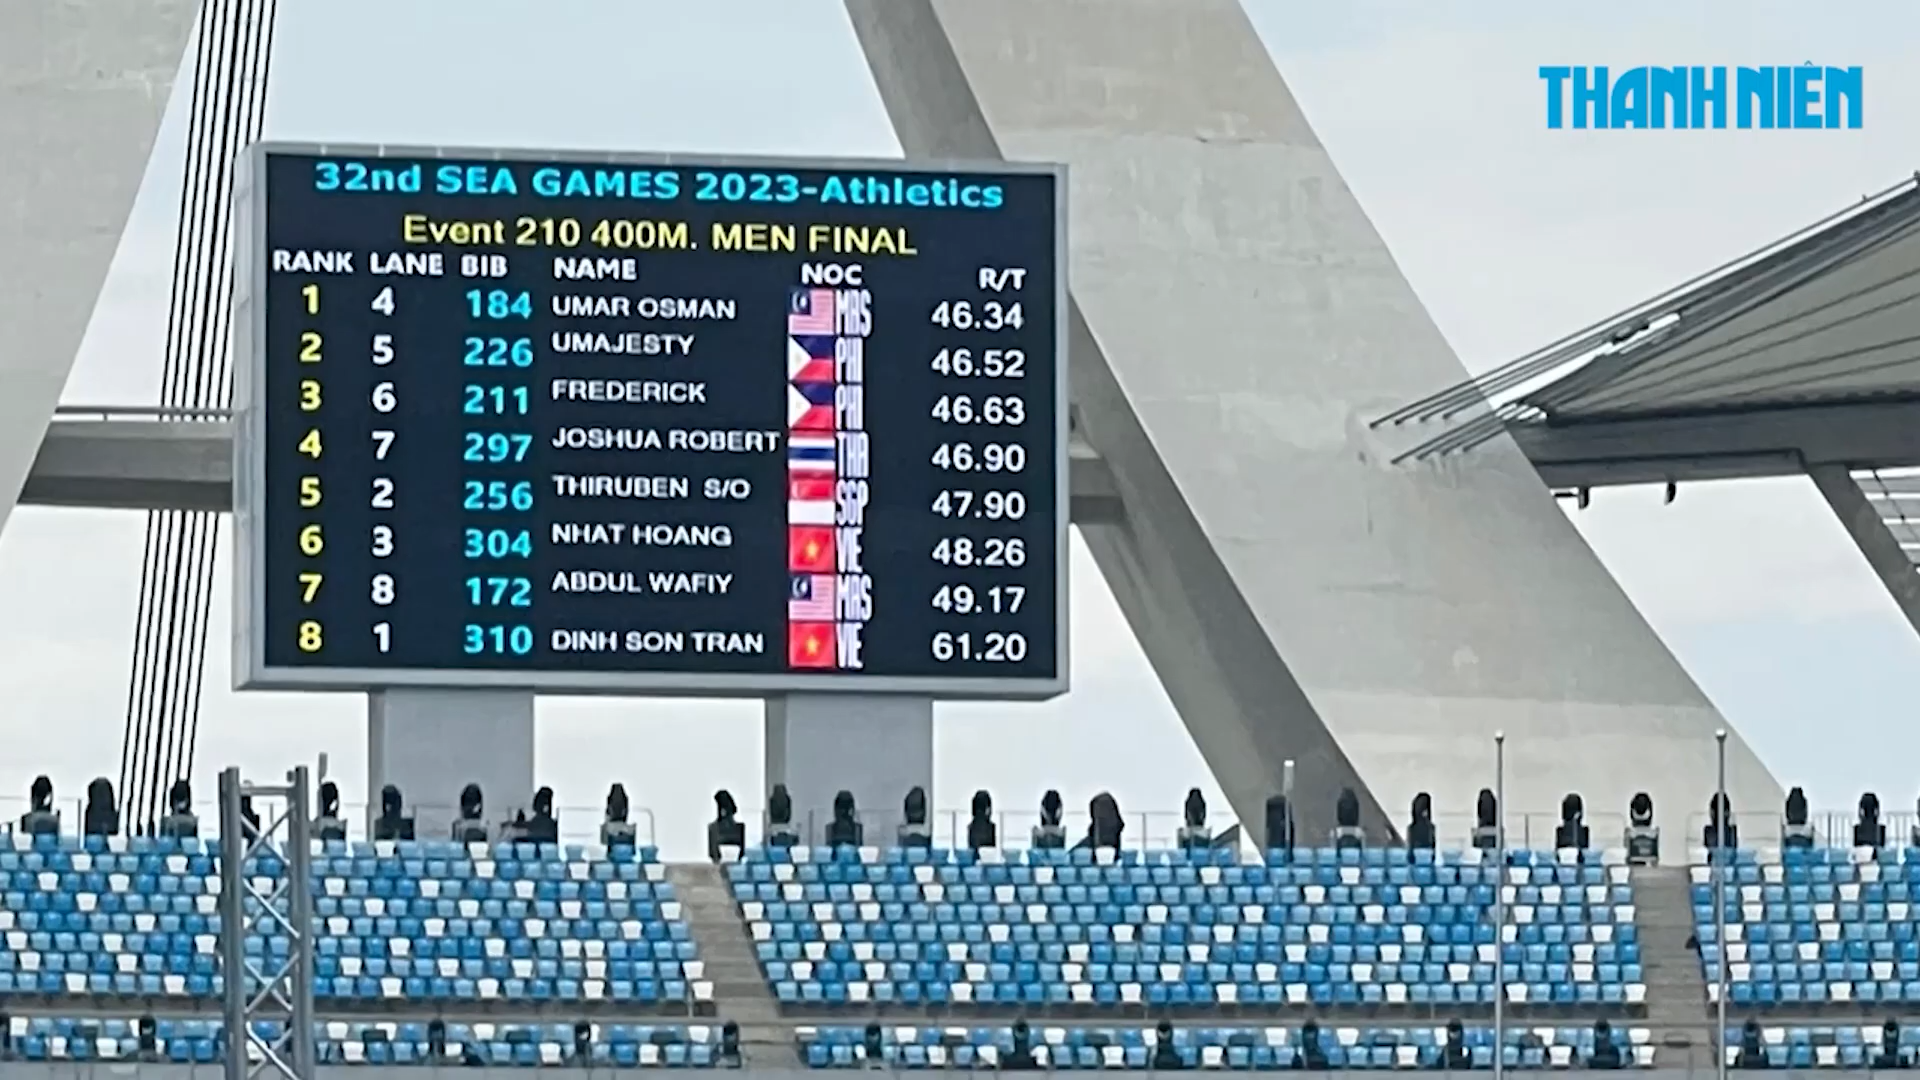 THANH NIÊN
32nd SEA GAMES 2023-Athletics
Event 210 400M. MEN FINAL
RANK LANE BIB NAME NOC R/T
1 4 184 UMAR OSMAN MAS 46.34
2 5 226 UMAJESTY PHI 46.52
3 6 211 FREDERICK PHI 46.63
4 7 297 JOSHUA ROBERT THA 46.90
5 2 256 THIRUBEN S/O SGP 47.90
6 3 304 NHAT HOANG VIE 48.26
7 8 172 ABDUL WAFIY MAS 49.17
8 1 310 DINH SON TRAN VIE 61.20